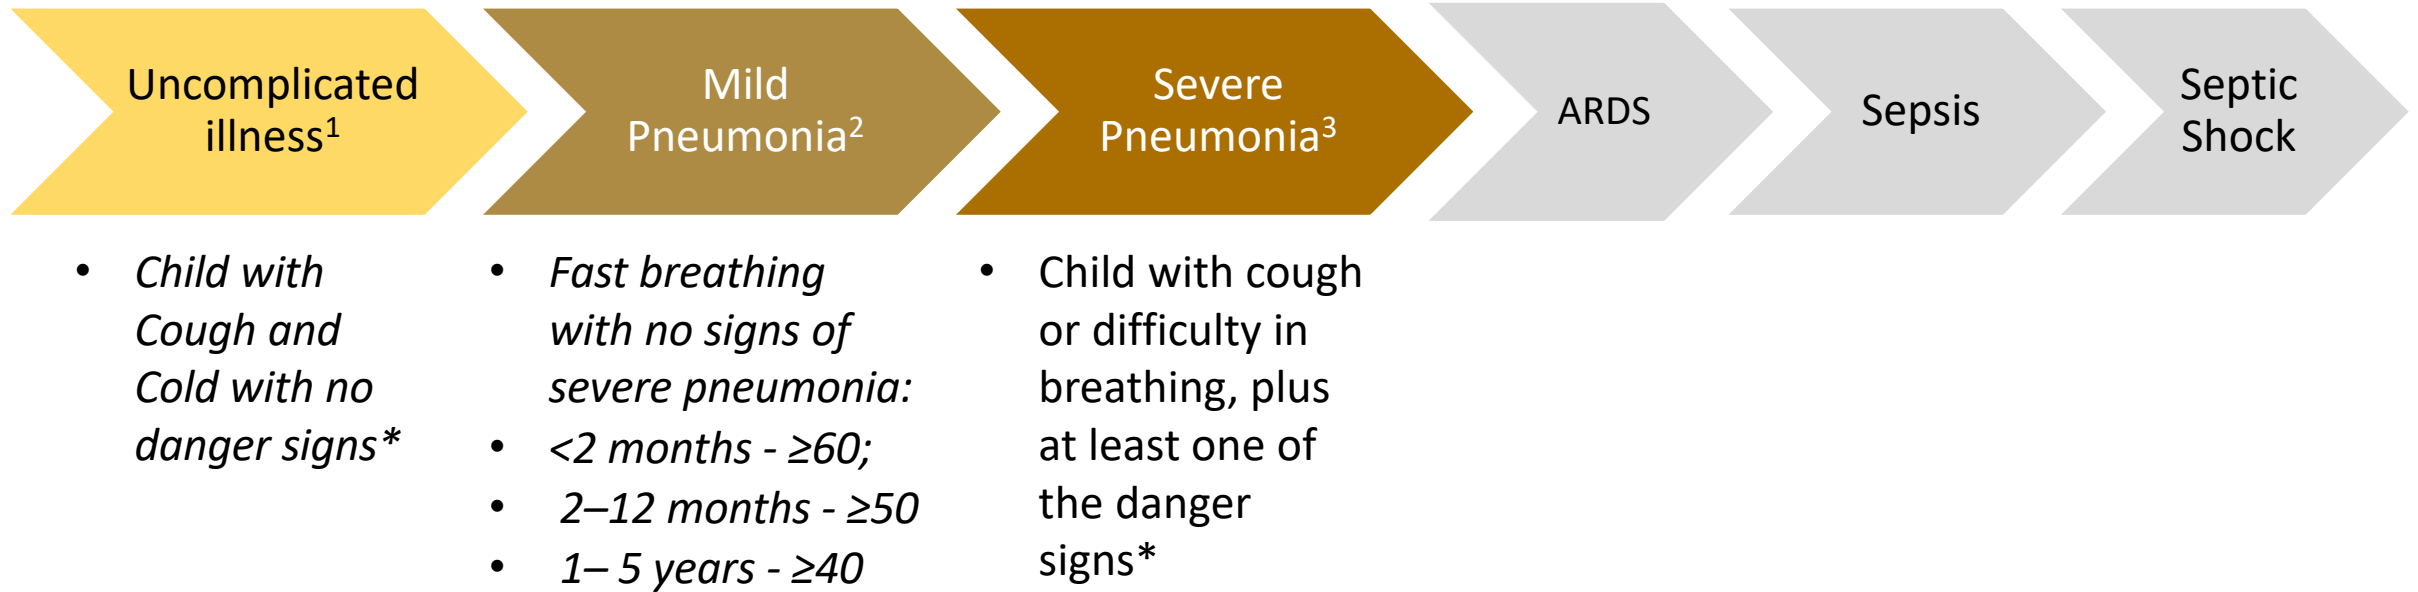 Uncomplicated
illness¹
Mild
Pneumonia²
Severe
Pneumonia³
ARDS
Sepsis
Septic
Shock
• Child with
Cough and
Cold with no
danger signs*
• Fast breathing
with no signs of
severe pneumonia:
• <2 months - ≥60;
• 2–12 months - ≥50
• 1– 5 years - ≥40
• Child with cough
or difficulty in
breathing, plus
at least one of
the danger
signs*